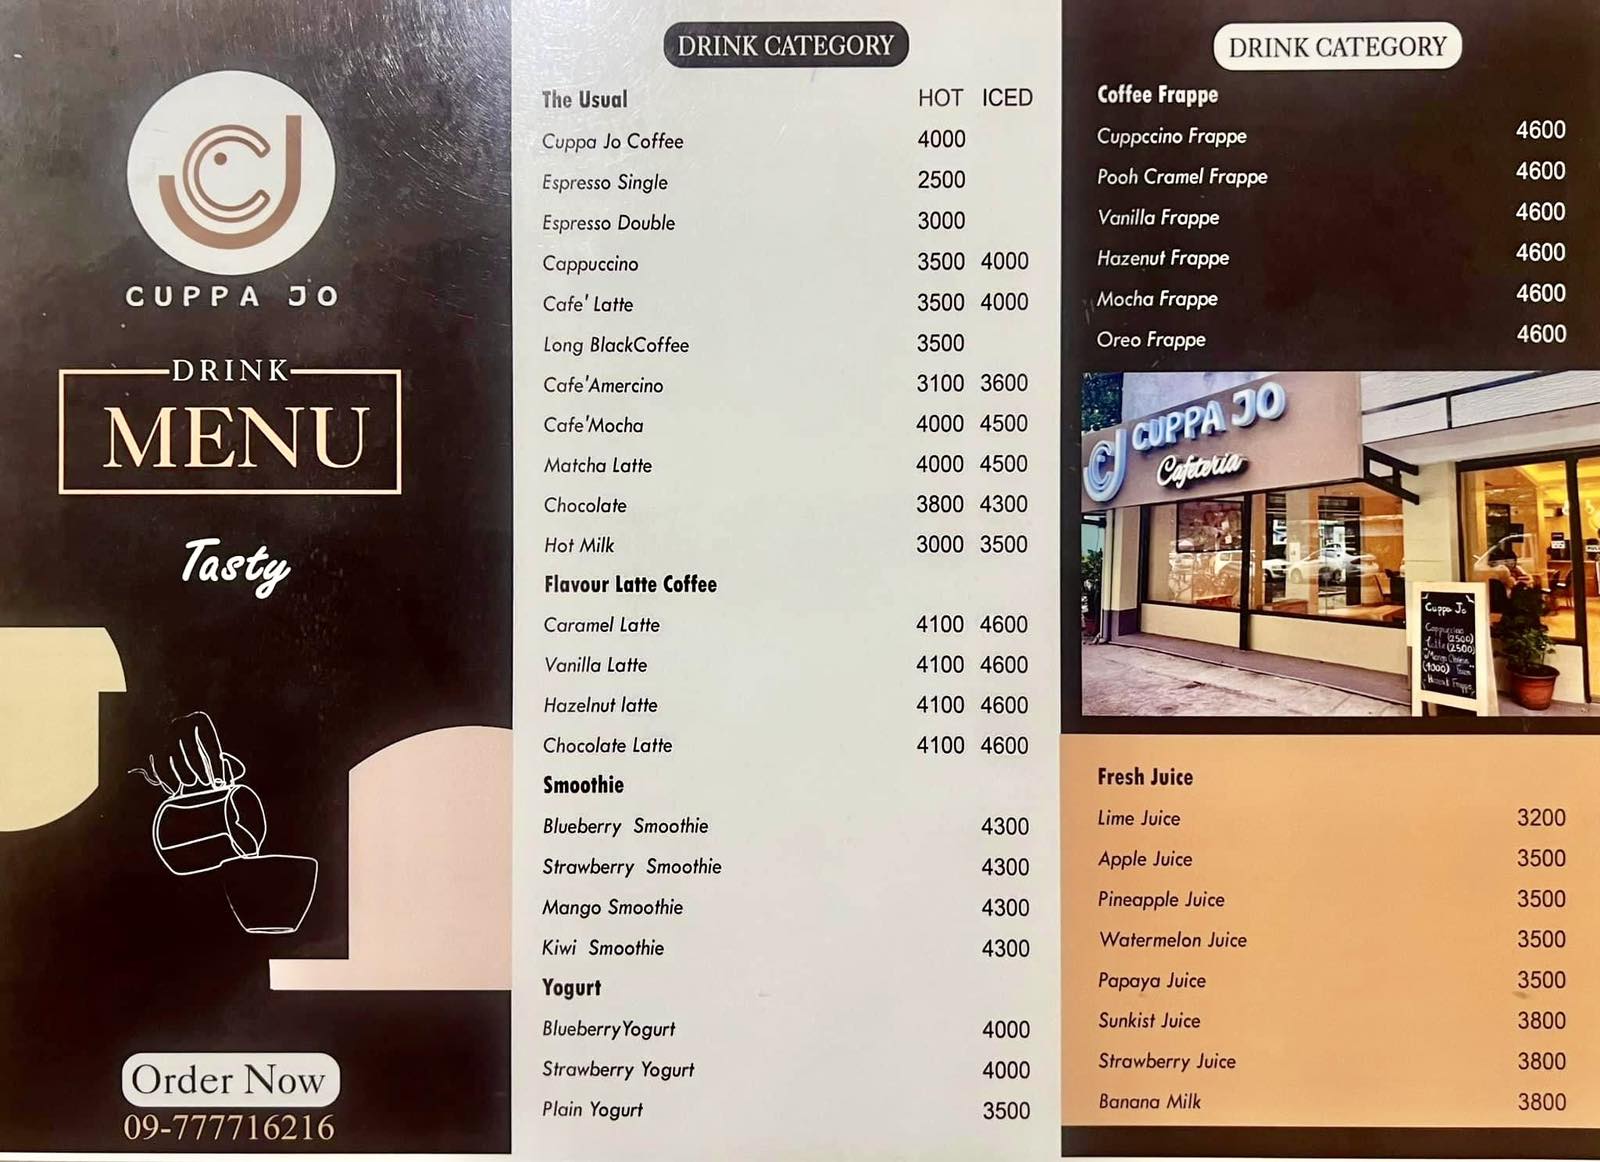 CUPPA JO
DRINK
MENU
Tasty
Order Now
09-777716216
DRINK CATEGORY
The Usual HOT ICED
Cuppa Jo Coffee 4000
Espresso Single 2500
Espresso Double 3000
Cappuccino 3500 4000
Cafe' Latte 3500 4000
Long BlackCoffee 3500
Cafe'Amercino 3100 3600
Cafe'Mocha 4000 4500
Matcha Latte 4000 4500
Chocolate 3800 4300
Hot Milk 3000 3500
Flavour Latte Coffee
Caramel Latte 4100 4600
Vanilla Latte 4100 4600
Hazelnut latte 4100 4600
Chocolate Latte 4100 4600
Smoothie
Blueberry Smoothie 4300
Strawberry Smoothie 4300
Mango Smoothie 4300
Kiwi Smoothie 4300
Yogurt
BlueberryYogurt 4000
Strawberry Yogurt 4000
Plain Yogurt 3500
DRINK CATEGORY
Coffee Frappe
Cuppccino Frappe 4600
Pooh Cramel Frappe 4600
Vanilla Frappe 4600
Hazenut Frappe 4600
Mocha Frappe 4600
Oreo Frappe 4600
CUPPA JO
Cafeteria
Cuppa Jo
Cappuccino
(2500)
Latte (2500)
(4000)
Fresh Juice
Lime Juice 3200
Apple Juice 3500
Pineapple Juice 3500
Watermelon Juice 3500
Papaya Juice 3500
Sunkist Juice 3800
Strawberry Juice 3800
Banana Milk 3800